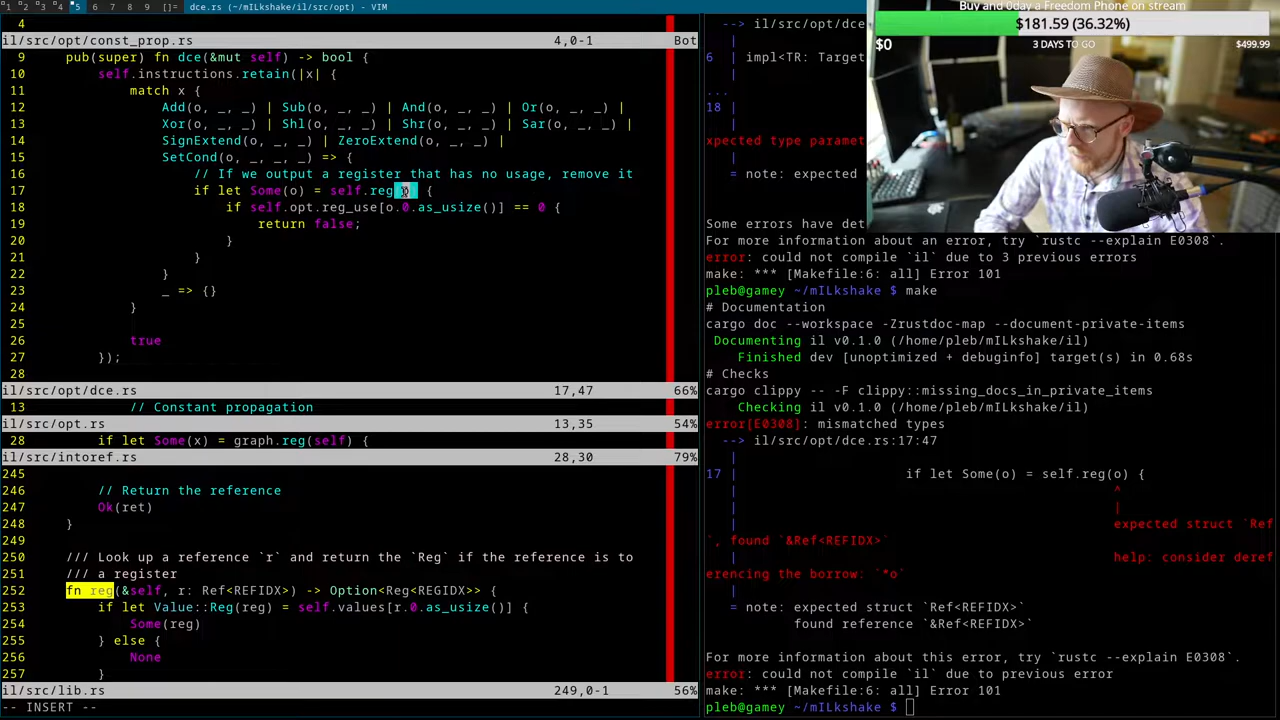 1 2 3 4 5 6 7 8 9 []= dce.rs (~/mILkshake/il/src/opt) - VIM
4
il/src/opt/const_prop.rs 4,0-1 Bot
9 pub(super) fn dce(&mut self) -> bool {
10 self.instructions.retain(|x| {
11 match x {
12 Add(o, _, _) | Sub(o, _, _) | And(o, _, _) | Or(o, _, _) |
13 Xor(o, _, _) | Shl(o, _, _) | Shr(o, _, _) | Sar(o, _, _) |
14 SignExtend(o, _, _) | ZeroExtend(o, _, _) |
15 SetCond(o, _, _, _) => {
16 // If we output a register that has no usage, remove it
17 if let Some(o) = self.reg(o) {
18 if self.opt.reg_use[o.0.as_usize()] == 0 {
19 return false;
20 }
21 }
22 }
23 _ => {}
24 }
25
26 true
27 });
28
il/src/opt/dce.rs 17,47 66%
13 // Constant propagation
il/src/opt.rs 13,35 54%
28 if let Some(x) = graph.reg(self) {
il/src/intoref.rs 28,30 79%
245
246 // Return the reference
247 Ok(ret)
248 }
249
250 /// Look up a reference `r` and return the `Reg` if the reference is to
251 /// a register
252 fn reg(&self, r: Ref<REFIDX>) -> Option<Reg<REGIDX>> {
253 if let Value::Reg(reg) = self.values[r.0.as_usize()] {
254 Some(reg)
255 } else {
256 None
257 }
il/src/lib.rs 249,0-1 56%
-- INSERT --
--> il/src/opt/dce
|
6 | impl<TR: Target
|
...
18 |
|
xpected type paramet
|
= note: expected
Some errors have det
For more information about an error, try `rustc --explain E0308`.
error: could not compile `il` due to 3 previous errors
make: *** [Makefile:6: all] Error 101
pleb@gamey ~/mILkshake $ make
# Documentation
cargo doc --workspace -Zrustdoc-map --document-private-items
Documenting il v0.1.0 (/home/pleb/mILkshake/il)
Finished dev [unoptimized + debuginfo] target(s) in 0.68s
# Checks
cargo clippy -- -F clippy::missing_docs_in_private_items
Checking il v0.1.0 (/home/pleb/mILkshake/il)
error[E0308]: mismatched types
--> il/src/opt/dce.rs:17:47
|
17 | if let Some(o) = self.reg(o) {
| ^
| |
| expected struct `Ref
`, found `&Ref<REFIDX>`
| help: consider deref
erencing the borrow: `*o`
|
= note: expected struct `Ref<REFIDX>`
found reference `&Ref<REFIDX>`
For more information about this error, try `rustc --explain E0308`.
error: could not compile `il` due to previous error
make: *** [Makefile:6: all] Error 101
pleb@gamey ~/mILkshake $
Buy and 0day a Freedom Phone on stream
$181.59 (36.32%)
$0 3 DAYS TO GO $499.99